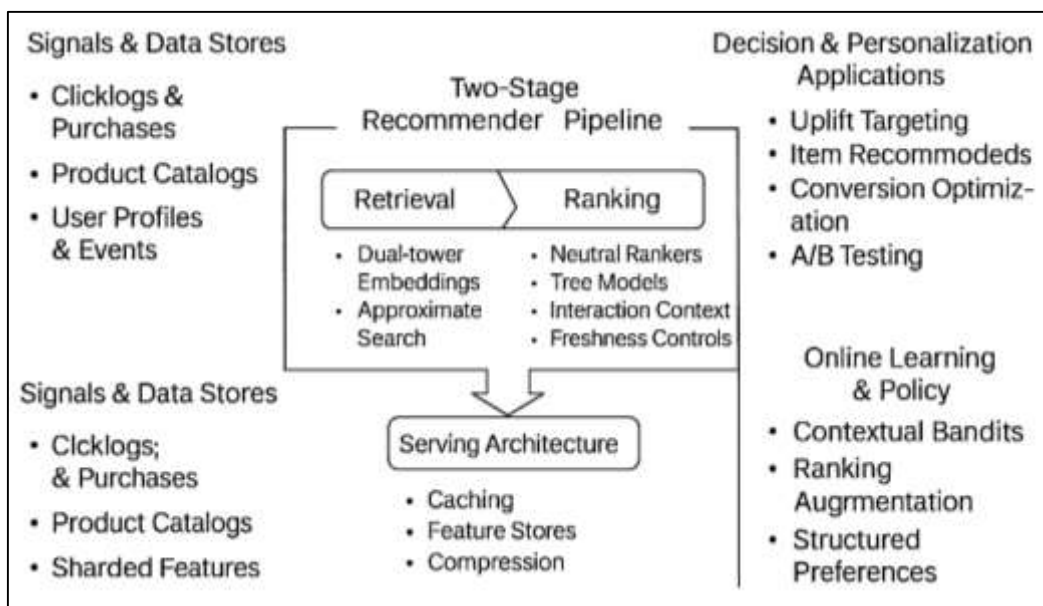 Signals & Data Stores
• Clicklogs &
Purchases
• Product Catalogs
• User Profiles
& Events
Two-Stage
Recommender Pipeline
Retrieval
Ranking
• Dual-tower
Embeddings
• Approximate
Search
• Neutral Rankers
• Tree Models
• Interaction Context
• Freshness Controls
Decision & Personalization
Applications
• Uplift Targeting
• Item Recommodeds
• Conversion Optimiz-
ation
• A/B Testing
Signals & Data Stores
• Clcklogs;
& Purchases
• Product Catalogs
• Sharded Features
Serving Architecture
• Caching
• Feature Stores
• Compression
Online Learning
& Policy
• Contextual Bandits
• Ranking
Augrmentation
• Structured
Preferences